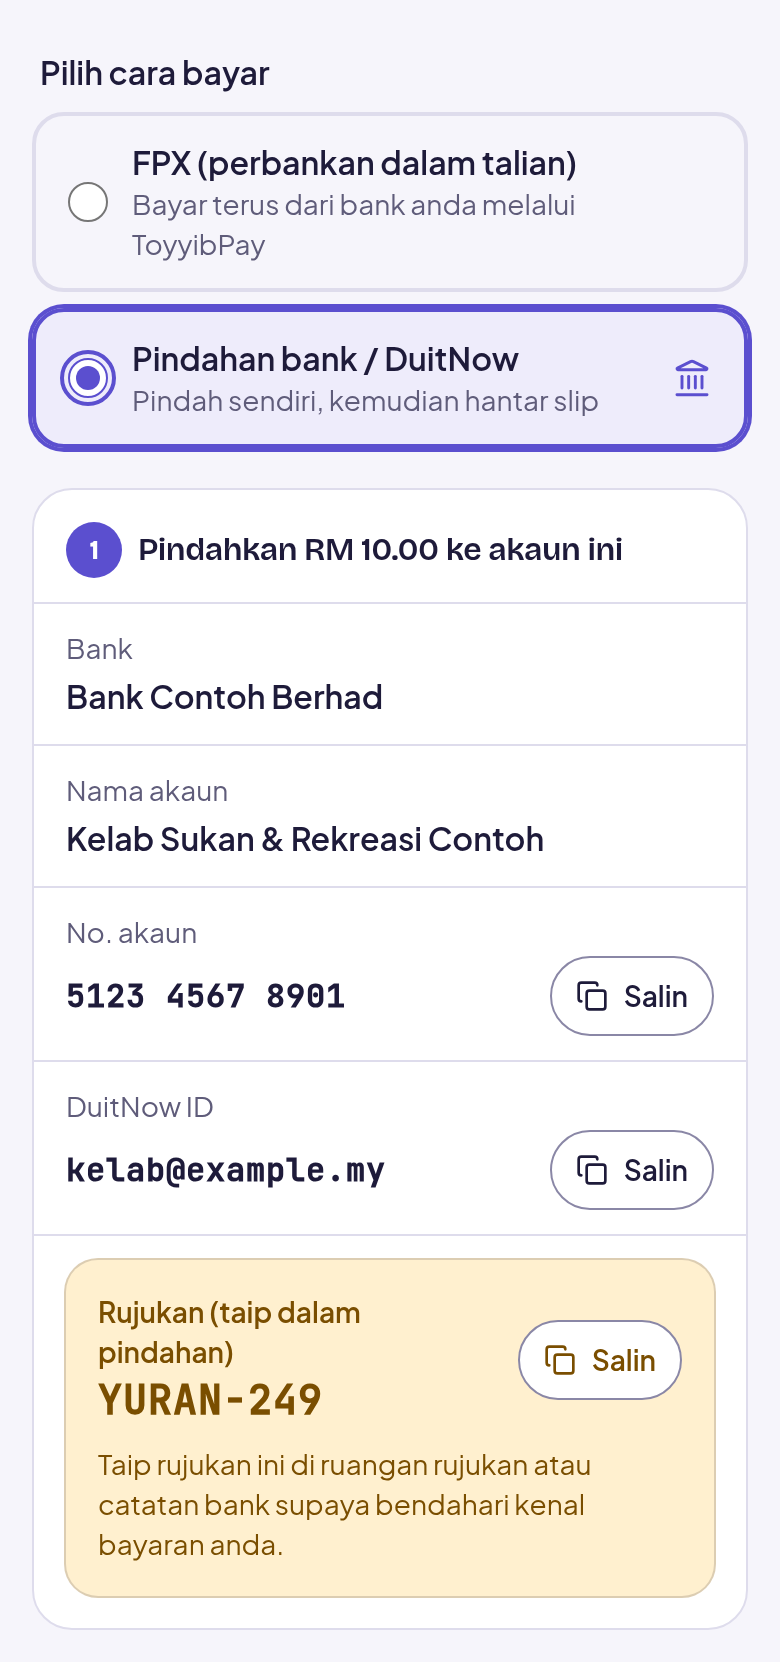 Pilih cara bayar
FPX (perbankan dalam talian)
Bayar terus dari bank anda melalui
ToyyibPay
Pindahan bank / DuitNow
Pindah sendiri, kemudian hantar slip
1 Pindahkan RM 10.00 ke akaun ini
Bank
Bank Contoh Berhad
Nama akaun
Kelab Sukan & Rekreasi Contoh
No. akaun
5123 4567 8901 Salin
DuitNow ID
kelab@example.my Salin
Rujukan (taip dalam
pindahan)
YURAN-249
Salin
Taip rujukan ini di ruangan rujukan atau
catatan bank supaya bendahari kenal
bayaran anda.